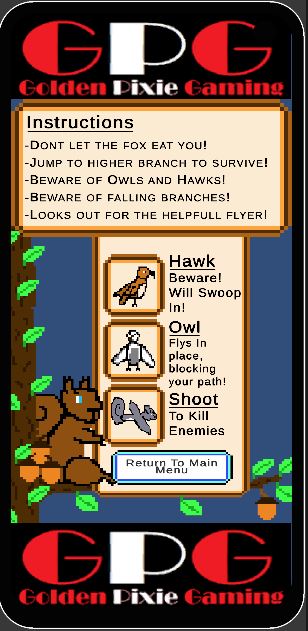 GPG
Golden Pixie Gaming
Instructions
-DONT LET THE FOX EAT YOU!
-JUMP TO HIGHER BRANCH TO SURVIVE!
-BEWARE OF OWLS AND HAWKS!
-BEWARE OF FALLING BRANCHES!
-LOOKS OUT FOR THE HELPFULL FLYER!
Hawk
Beware!
Will Swoop
In!
Owl
Flys In
place,
blocking
your path!
Shoot
To Kill
Enemies
Return To Main
Menu
GPG
Golden Pixie Gaming